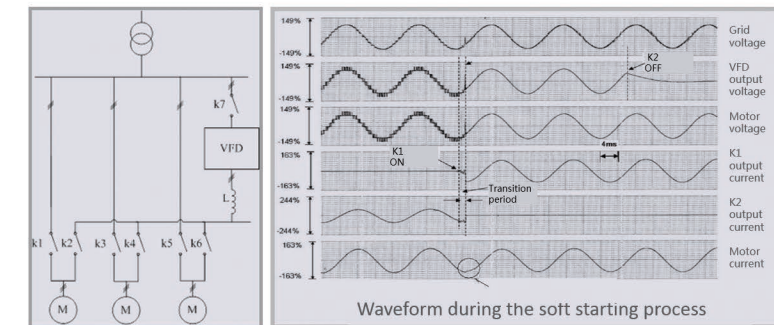 k7
VFD
L
k1
k2
k3
k4
k5
k6
M
M
M
149%
-149%
Grid
voltage
149%
-149%
K2
OFF
VFD
output
voltage
149%
-149%
Motor
voltage
163%
-163%
K1
ON
4ms
K1
output
current
Transition
period
244%
-244%
K2
output
current
163%
-163%
Motor
current
Waveform during the soft starting process